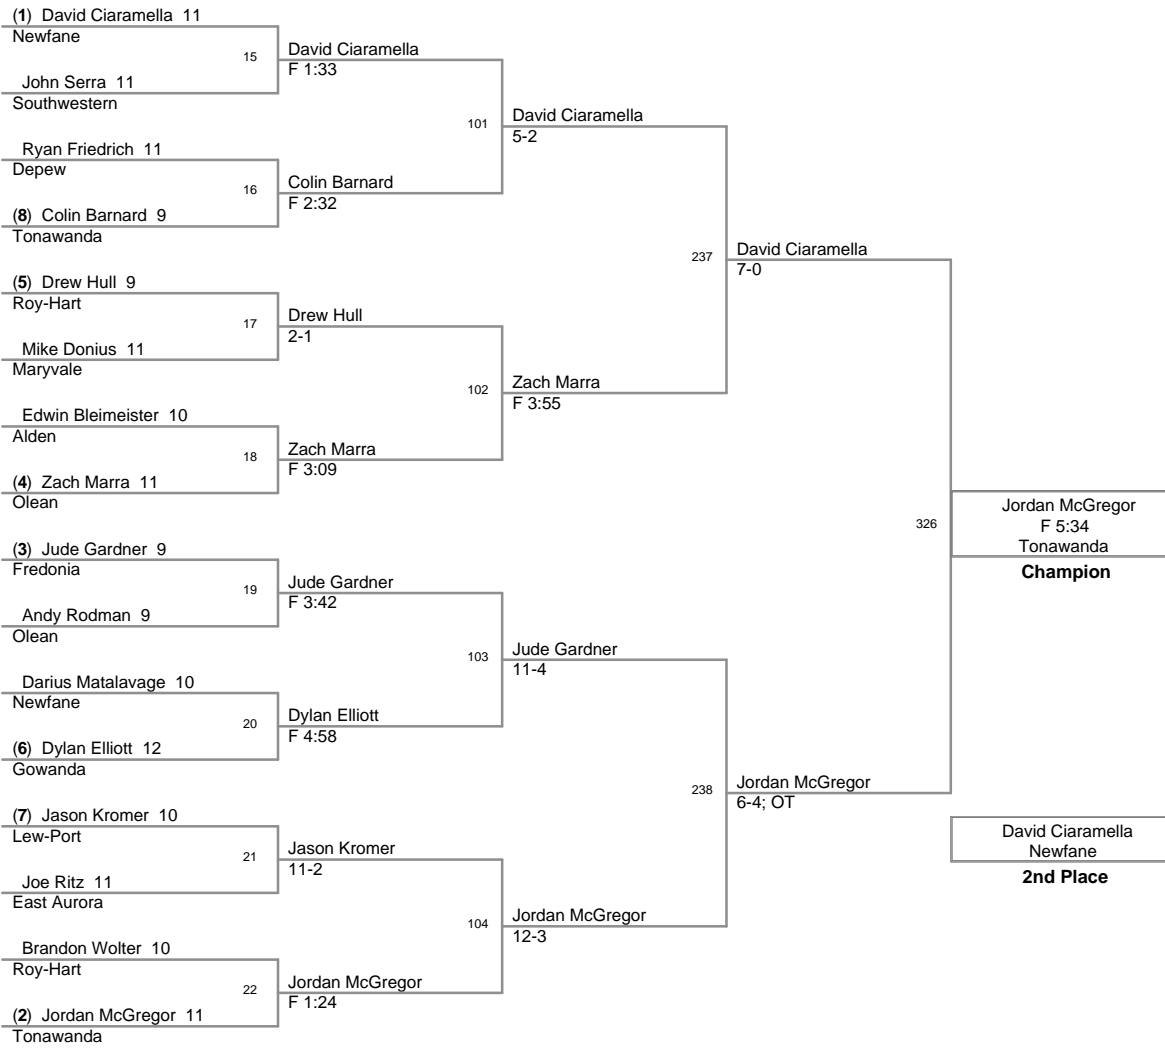 (1) David Ciaramella 11
Newfane
15
John Serra 11
Southwestern
David Ciaramella
F 1:33
Ryan Friedrich 11
Depew
16
(8) Colin Barnard 9
Tonawanda
Colin Barnard
F 2:32
101
David Ciaramella
5-2
(5) Drew Hull 9
Roy-Hart
17
Mike Donius 11
Maryvale
Drew Hull
2-1
Edwin Bleimeister 10
Alden
18
(4) Zach Marra 11
Olean
Zach Marra
F 3:09
102
Zach Marra
F 3:55
237
David Ciaramella
7-0
(3) Jude Gardner 9
Fredonia
19
Andy Rodman 9
Olean
Jude Gardner
F 3:42
Darius Matalavage 10
Newfane
20
(6) Dylan Elliott 12
Gowanda
Dylan Elliott
F 4:58
103
Jude Gardner
11-4
(7) Jason Kromer 10
Lew-Port
21
Joe Ritz 11
East Aurora
Jason Kromer
11-2
Brandon Wolter 10
Roy-Hart
22
(2) Jordan McGregor 11
Tonawanda
Jordan McGregor
F 1:24
104
Jordan McGregor
12-3
238
Jordan McGregor
6-4; OT
326
Jordan McGregor
F 5:34
Tonawanda
Champion
David Ciaramella
Newfane
2nd Place